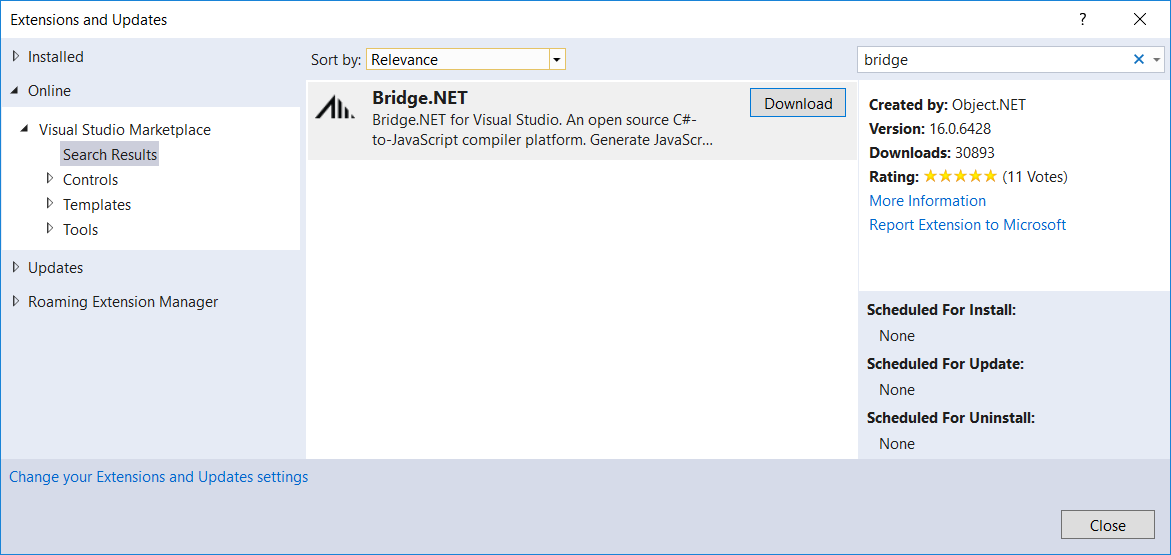 Extensions and Updates
?
Installed
Online
Visual Studio Marketplace
Search Results
Controls
Templates
Tools
Updates
Roaming Extension Manager
Sort by: Relevance
Bridge.NET
Bridge.NET for Visual Studio. An open source C#-
to-JavaScript compiler platform. Generate JavaScr...
Download
bridge
Created by: Object.NET
Version: 16.0.6428
Downloads: 30893
Rating: (11 Votes)
More Information
Report Extension to Microsoft
Scheduled For Install:
None
Scheduled For Update:
None
Scheduled For Uninstall:
None
Change your Extensions and Updates settings
Close